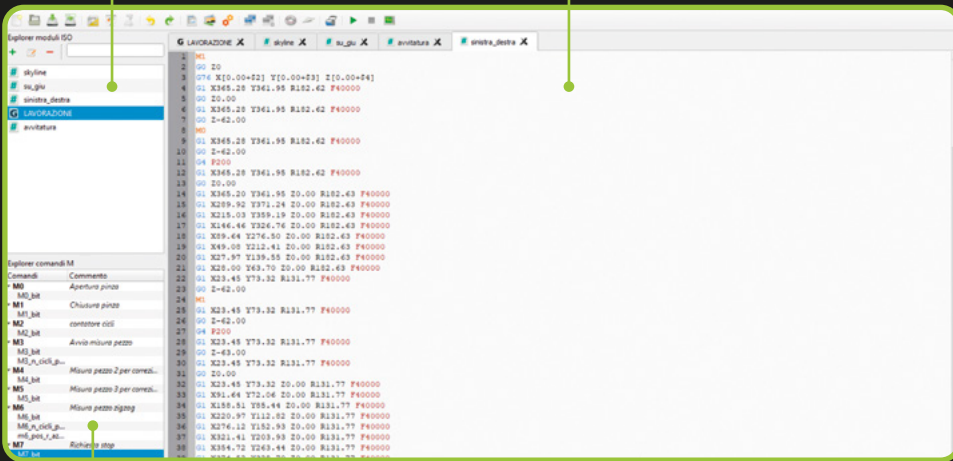 Explorer moduli ISO
skyline
su_giu
sinistra_destra
LAVORAZIONE
avvitatura
Explorer comandi M
Comandi Commento
M0 Apertura pinza
M0_bit
M1 Chiusura pinza
M1_bit
M2 contatore cicli
M2_bit
M3 Avvio misura pezzo
M3_bit
M3_n_cicli_p...
M4 Misura pezzo 2 per correzi...
M4_bit
M5 Misura pezzo 3 per correzi...
M5_bit
M6 Misura pezzo zigzag
M6_bit
M6_n_cicli_p...
m6_pos_r_sc...
M7 Richiesta stop
M7_bit
G LAVORAZIONE X # skyline X # su_giu X # avvitatura X # sinistra_destra X
1 M1
2 G0 Z0
3 G76 X[0.00+$2] Y[0.00+$3] Z[0.00+$4]
4 G1 X365.28 Y361.95 R182.62 F40000
5 G0 Z0.00
6 G1 X365.28 Y361.95 R182.62 F40000
7 G0 Z-62.00
8 M0
9 G1 X365.28 Y361.95 R182.62 F40000
10 G0 Z-62.00
11 G4 P200
12 G1 X365.28 Y361.95 R182.62 F40000
13 G0 Z0.00
14 G1 X365.20 Y361.95 Z0.00 R182.63 F40000
15 G1 X289.92 Y371.24 Z0.00 R182.63 F40000
16 G1 X215.03 Y359.19 Z0.00 R182.63 F40000
17 G1 X146.46 Y326.76 Z0.00 R182.63 F40000
18 G1 X89.64 Y276.50 Z0.00 R182.63 F40000
19 G1 X49.08 Y212.41 Z0.00 R182.63 F40000
20 G1 X27.97 Y139.55 Z0.00 R182.63 F40000
21 G1 X28.00 Y63.70 Z0.00 R182.63 F40000
22 G1 X23.45 Y73.32 R131.77 F40000
23 G0 Z-62.00
24 M1
25 G1 X23.45 Y73.32 R131.77 F40000
26 G0 Z-62.00
27 G4 P200
28 G1 X23.45 Y73.32 R131.77 F40000
29 G0 Z-63.00
30 G1 X23.45 Y73.32 R131.77 F40000
31 G0 Z0.00
32 G1 X23.45 Y73.32 Z0.00 R131.77 F40000
33 G1 X91.64 Y72.06 Z0.00 R131.77 F40000
34 G1 X158.51 Y85.44 Z0.00 R131.77 F40000
35 G1 X220.97 Y112.82 Z0.00 R131.77 F40000
36 G1 X276.12 Y152.93 Z0.00 R131.77 F40000
37 G1 X321.41 Y203.93 Z0.00 R131.77 F40000
38 G1 X354.72 Y263.44 Z0.00 R131.77 F40000